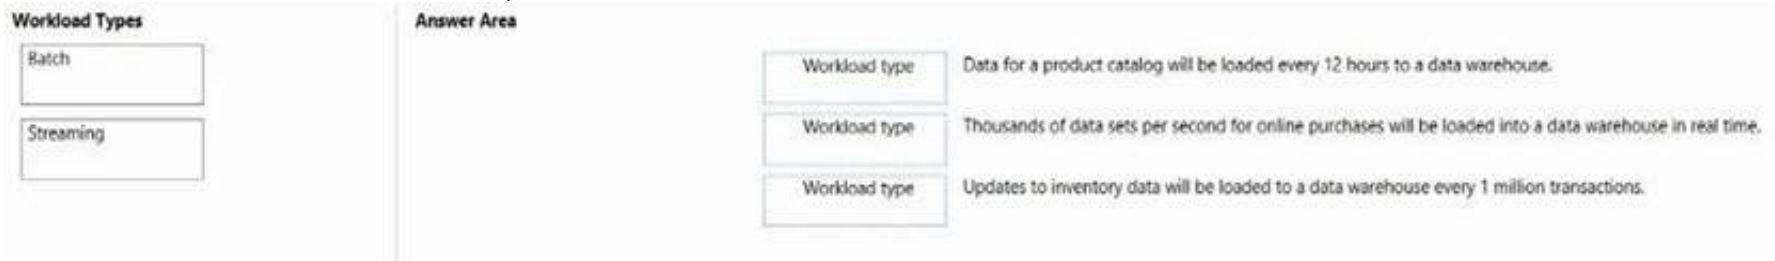 Workload Types
Answer Area
Batch
Streaming
Workload type
Data for a product catalog will be loaded every 12 hours to a data warehouse.
Workload type
Thousands of data sets per second for online purchases will be loaded into a data warehouse in real time.
Workload type
Updates to inventory data will be loaded to a data warehouse every 1 million transactions.